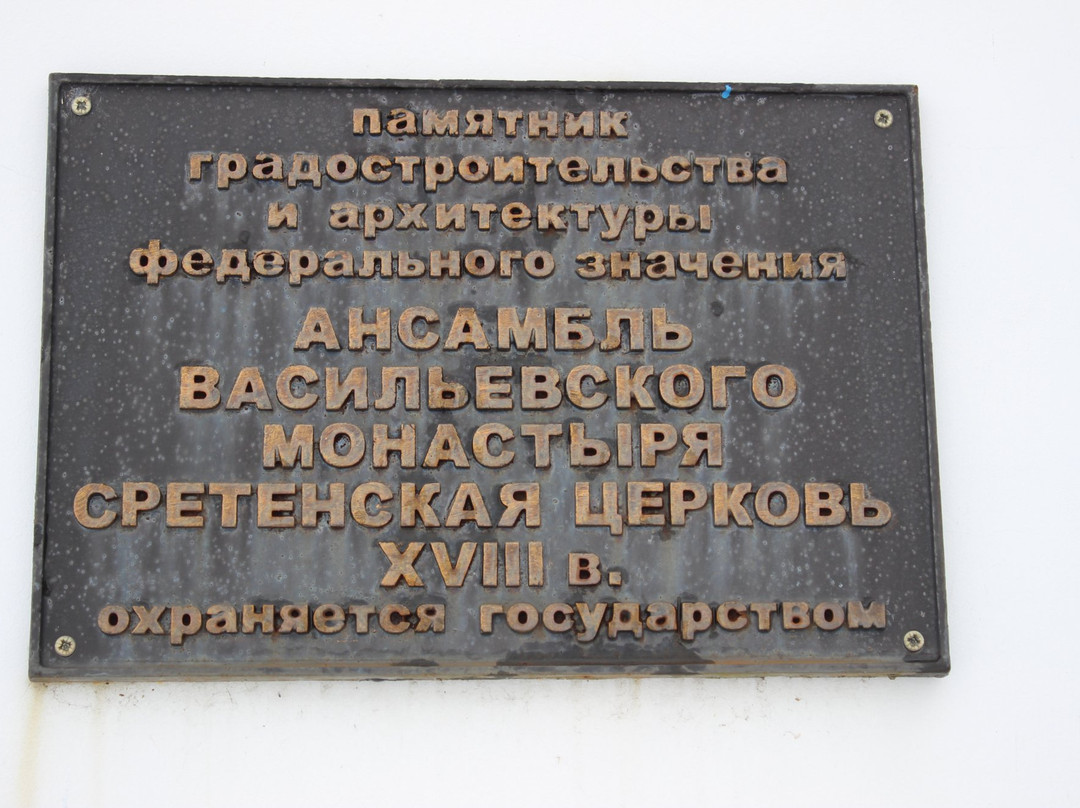 памятник
градостроительства
и архитектуры
федерального значения
АНСАМБЛЬ
ВАСИЛЬЕВСКОГО
МОНАСТЫРЯ
СРЕТЕНСКАЯ ЦЕРКОВЬ
XVIII в.
охраняется государством